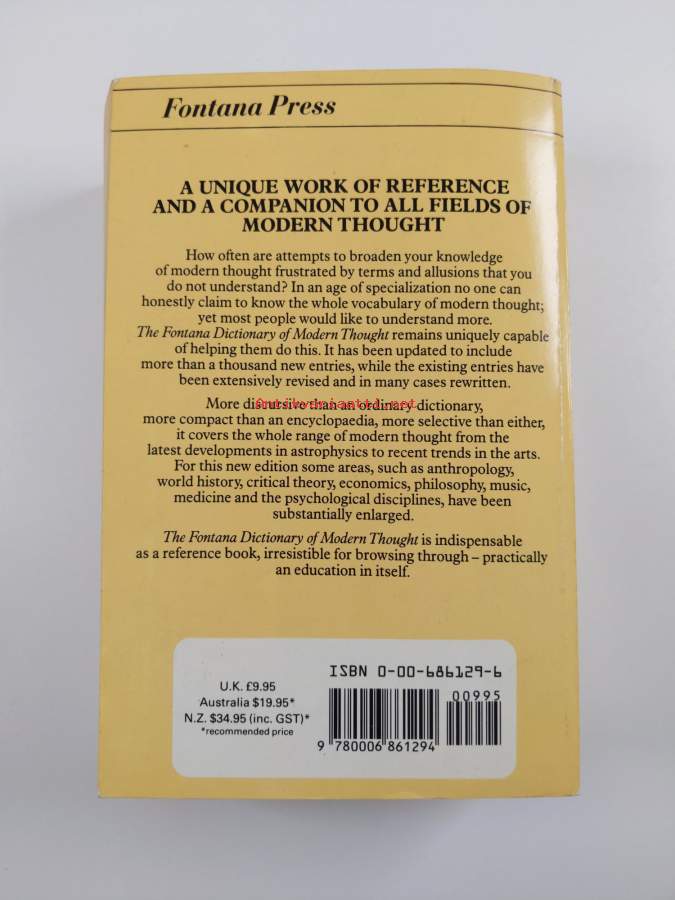 Fontana Press
A UNIQUE WORK OF REFERENCE
AND A COMPANION TO ALL FIELDS OF
MODERN THOUGHT
How often are attempts to broaden your knowledge
of modern thought frustrated by terms and allusions that you
do not understand? In an age of specialization no one can
honestly claim to know the whole vocabulary of modern thought;
yet most people would like to understand more.
The Fontana Dictionary of Modern Thought remains uniquely capable
of helping them do this. It has been updated to include
more than a thousand new entries, while the existing entries have
been extensively revised and in many cases rewritten.
More discursive than an ordinary dictionary,
more compact than an encyclopaedia, more selective than either,
it covers the whole range of modern thought from the
latest developments in astrophysics to recent trends in the arts.
For this new edition some areas, such as anthropology,
world history, critical theory, economics, philosophy, music,
medicine and the psychological disciplines, have been
substantially enlarged.
The Fontana Dictionary of Modern Thought is indispensable
as a reference book, irresistible for browsing through – practically
an education in itself.
U.K. £9.95
Australia $19.95*
N.Z. $34.95 (inc. GST)*
*recommended price
ISBN 0-00-686129-6
00995
9 780006 861294